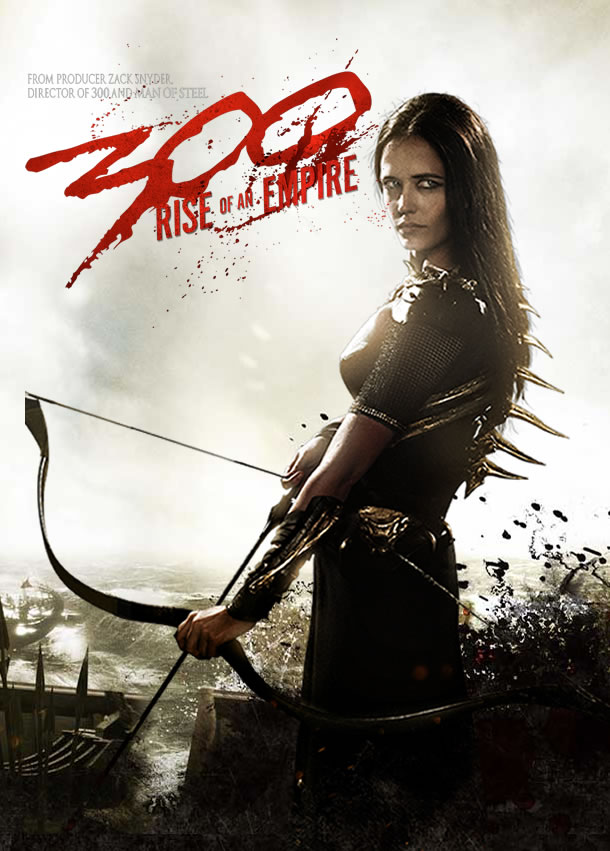 FROM PRODUCER ZACK SNYDER,
DIRECTOR OF 300 AND MAN OF STEEL
300
RISE OF AN EMPIRE